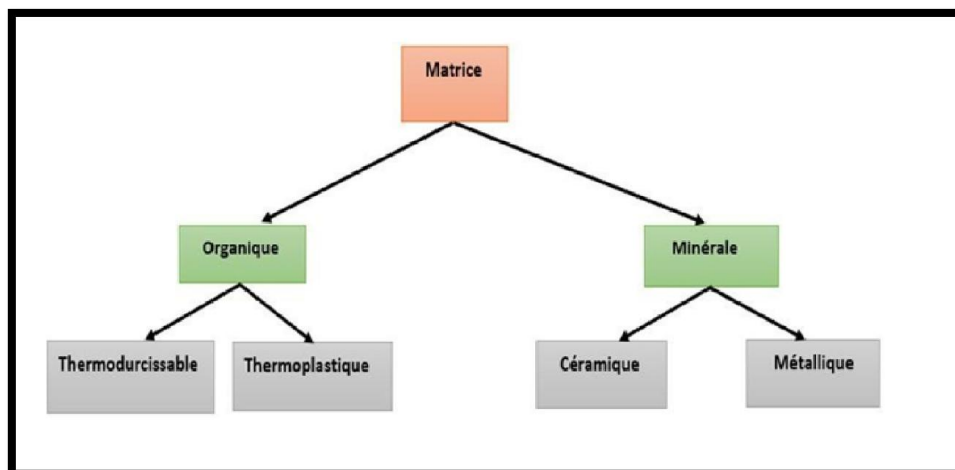 Matrice
Organique
Minérale
Thermodurcissable
Thermoplastique
Céramique
Métallique